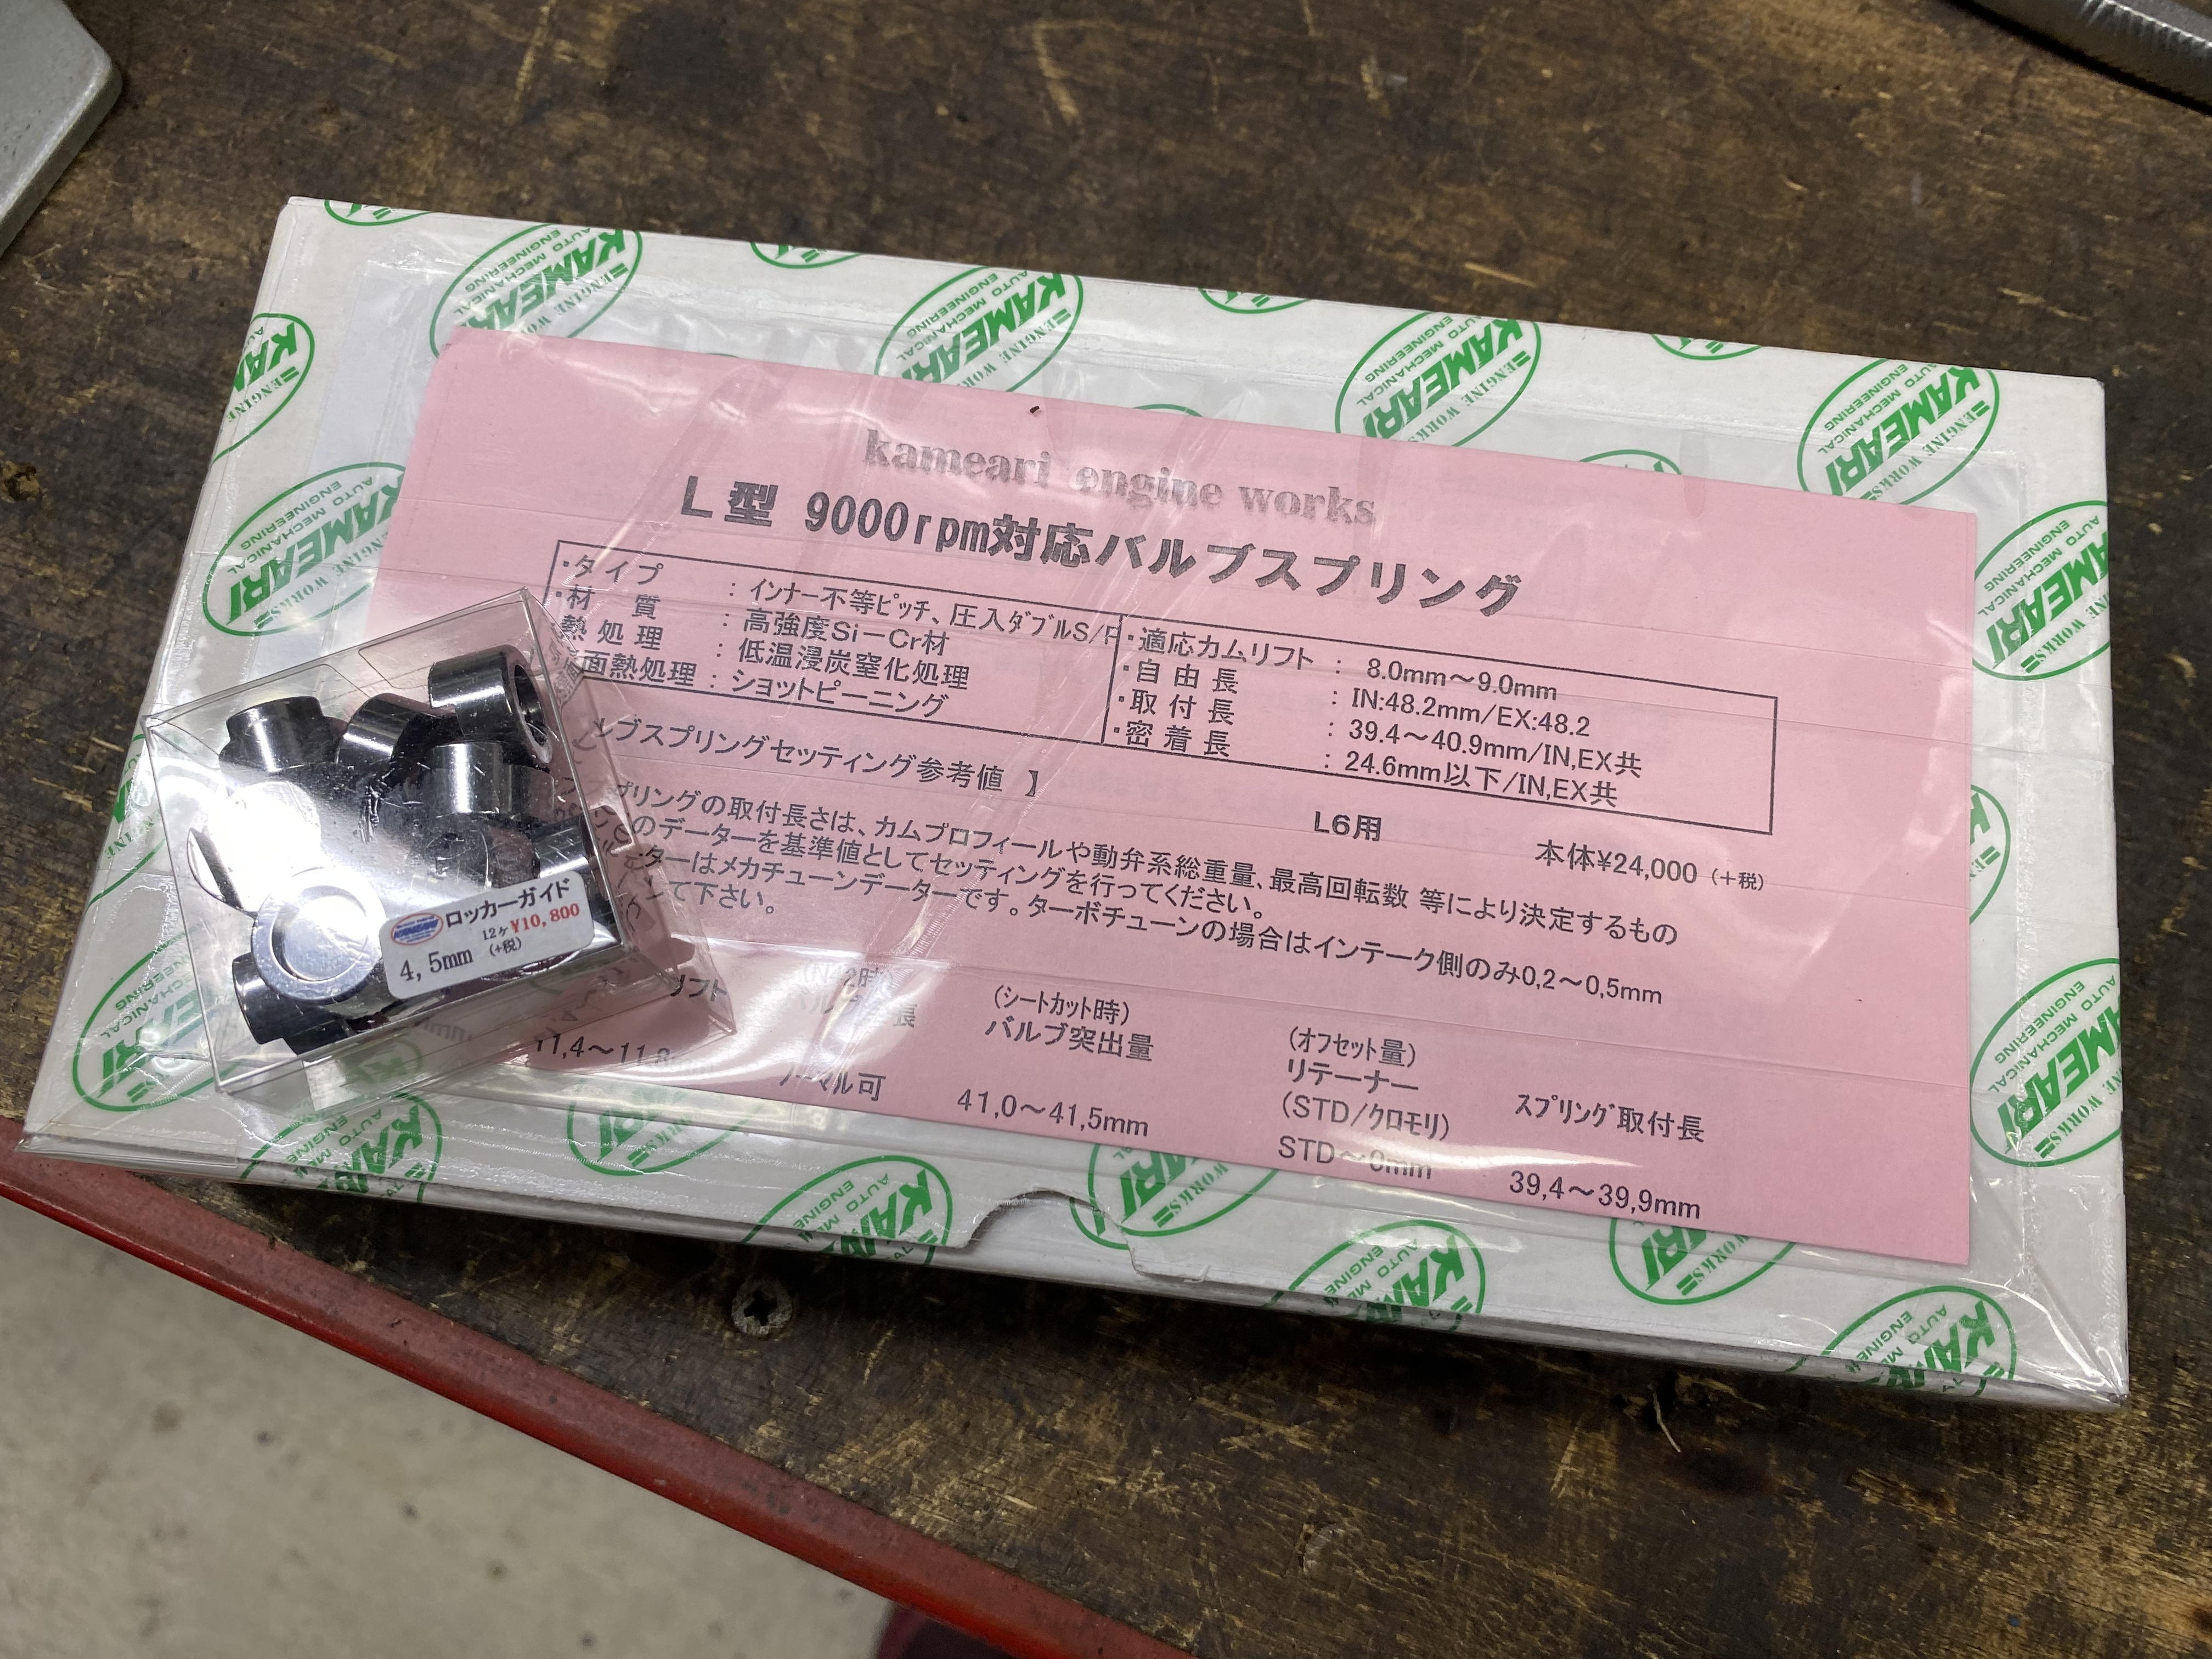 kameari engine works
L型 9000rpm対応バルブスプリング
・タイプ : インナー不等ピッチ、圧入ダブルS/P
・材 質 : 高強度Si－Cr材
熱 処 理 : 低温浸炭窒化処理
面熱処理 : ショットピーニング
・適応カムリフト : 8.0mm～9.0mm
・自 由 長 : IN:48.2mm/EX:48.2
・取 付 長 : 39.4～40.9mm/IN,EX共
・密 着 長 : 24.6mm以下/IN,EX共
ブスプリングセッティング参考値 】
L6用
本体¥24,000 (+税)
プリングの取付長さは、カムプロフィールや動弁系総重量、最高回転数 等により決定するもの
のデーターを基準値としてセッティングを行ってください。
ターはメカチューンデーターです。ターボチューンの場合はインテーク側のみ0,2～0,5mm
して下さい。
リフト
長
(シートカット時)
バルブ突出量
(オフセット量)
リテーナー
(STD/クロモリ)
スプリング取付長
マル可
41,0～41,5mm
STD～0mm
39,4～39,9mm
ロッカーガイド
12ヶ¥10,800
4,5mm (+税)
KAMEARI
ENGINE WORKS
AUTO MECHANICAL
ENGINEERING